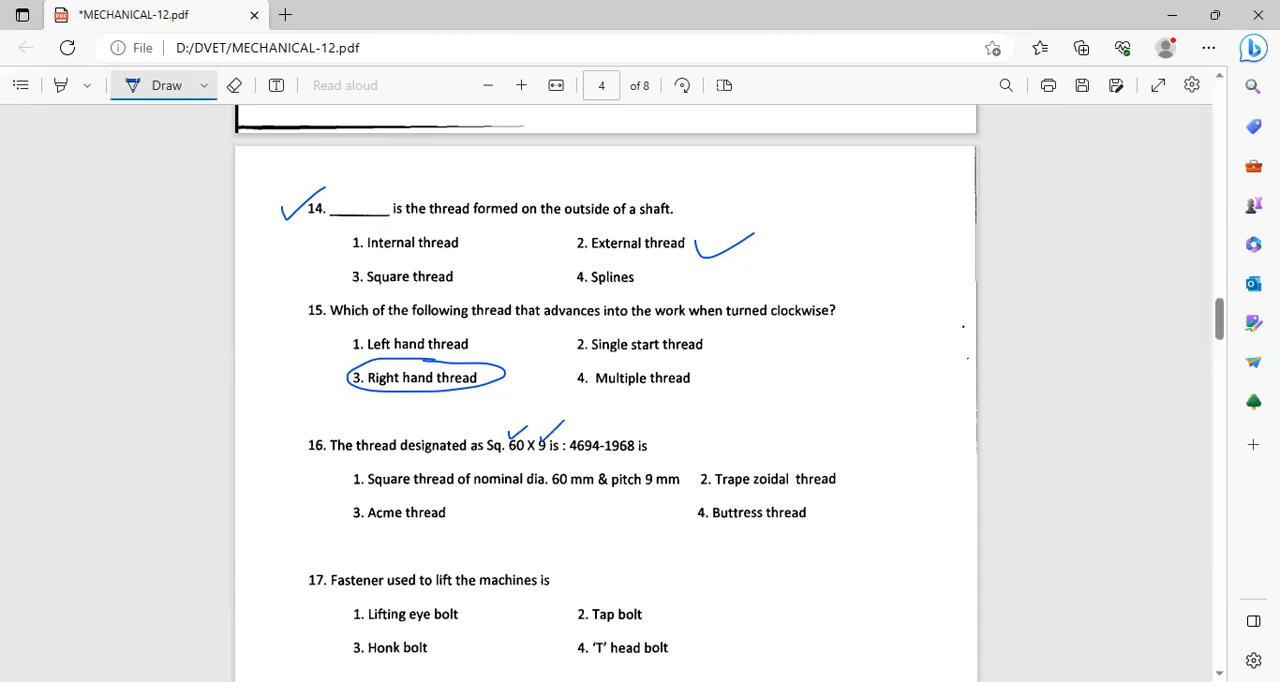 *MECHANICAL-12.pdf
File D:/DVET/MECHANICAL-12.pdf
Draw
Read aloud
4 of 8
14. ________ is the thread formed on the outside of a shaft.
1. Internal thread 2. External thread
3. Square thread 4. Splines
15. Which of the following thread that advances into the work when turned clockwise?
1. Left hand thread 2. Single start thread
3. Right hand thread 4. Multiple thread
16. The thread designated as Sq. 60 X 9 is : 4694-1968 is
1. Square thread of nominal dia. 60 mm & pitch 9 mm 2. Trape zoidal thread
3. Acme thread 4. Buttress thread
17. Fastener used to lift the machines is
1. Lifting eye bolt 2. Tap bolt
3. Honk bolt 4. ‘T’ head bolt